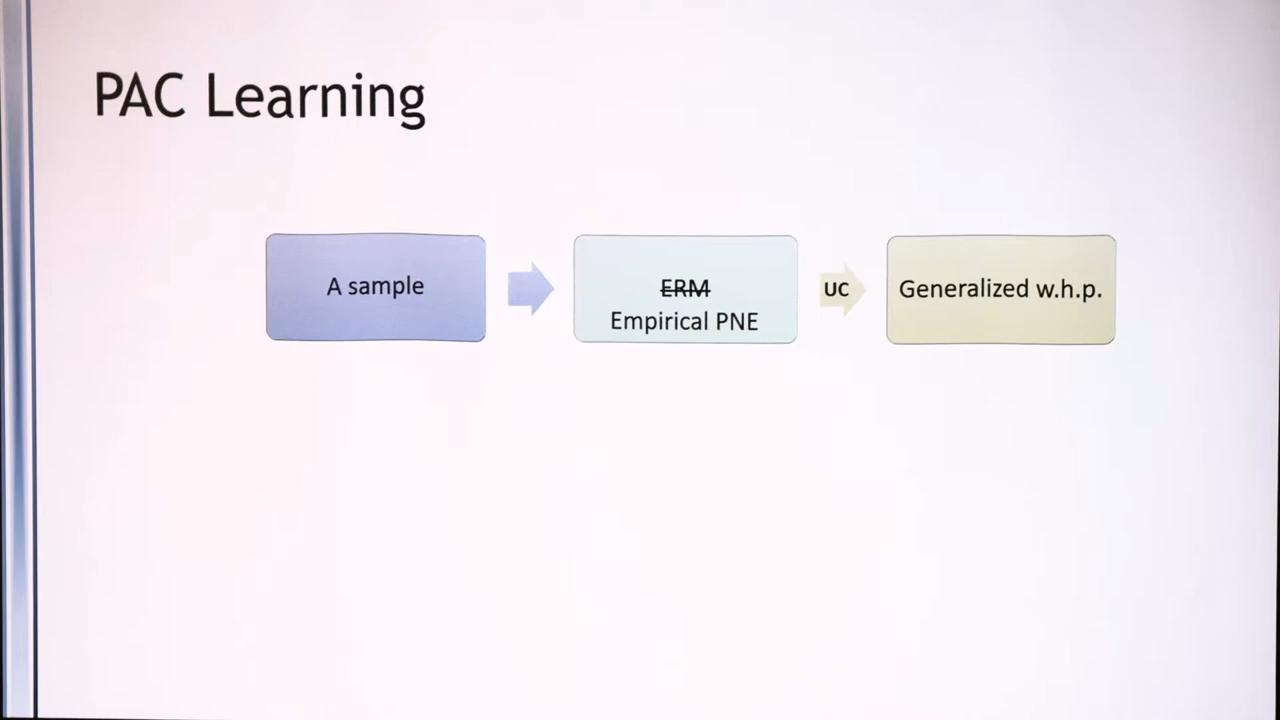 PAC Learning
A sample
ERM
Empirical PNE
UC
Generalized w.h.p.